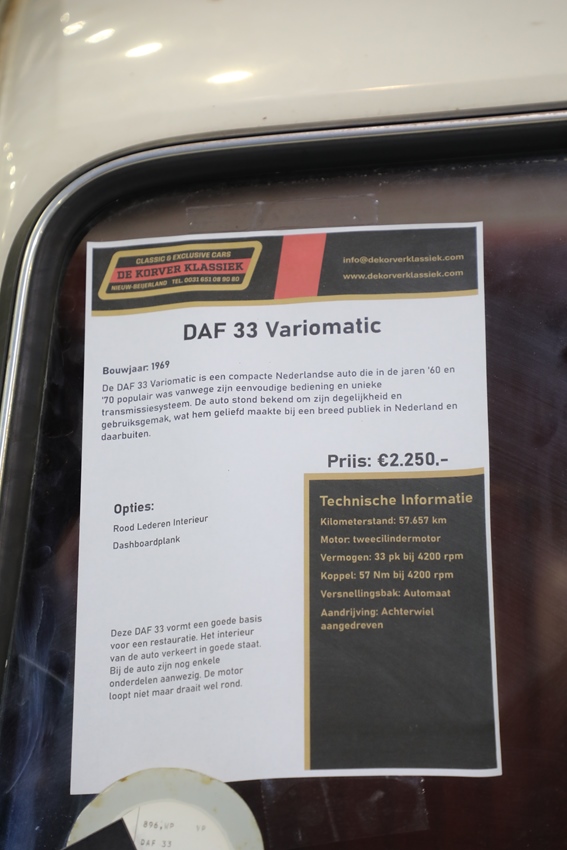 CLASSIC & EXCLUSIVE CARS
DE KORVER KLASSIEK
NIEUW-BEIJERLAND TEL. 0031 651 08 90 80
info@dekorverklassiek.com
www.dekorverklassiek.com
DAF 33 Variomatic
Bouwjaar: 1969
De DAF 33 Variomatic is een compacte Nederlandse auto die in de jaren '60 en
'70 populair was vanwege zijn eenvoudige bediening en unieke
transmissiesysteem. De auto stond bekend om zijn degelijkheid en
gebruiksgemak, wat hem geliefd maakte bij een breed publiek in Nederland en
daarbuiten.
Prijs: €2.250,-
Opties:
Rood Lederen Interieur
Dashboardplank
Technische Informatie
Kilometerstand: 57.657 km
Motor: tweecilindermotor
Vermogen: 33 pk bij 4200 rpm
Koppel: 57 Nm bij 4200 rpm
Versnellingsbak: Automaat
Aandrijving: Achterwiel
aangedreven
Deze DAF 33 vormt een goede basis
voor een restauratie. Het interieur
van de auto verkeert in goede staat.
Bij de auto zijn nog enkele
onderdelen aanwezig. De motor
loopt niet maar draait wel rond.
DAF 33